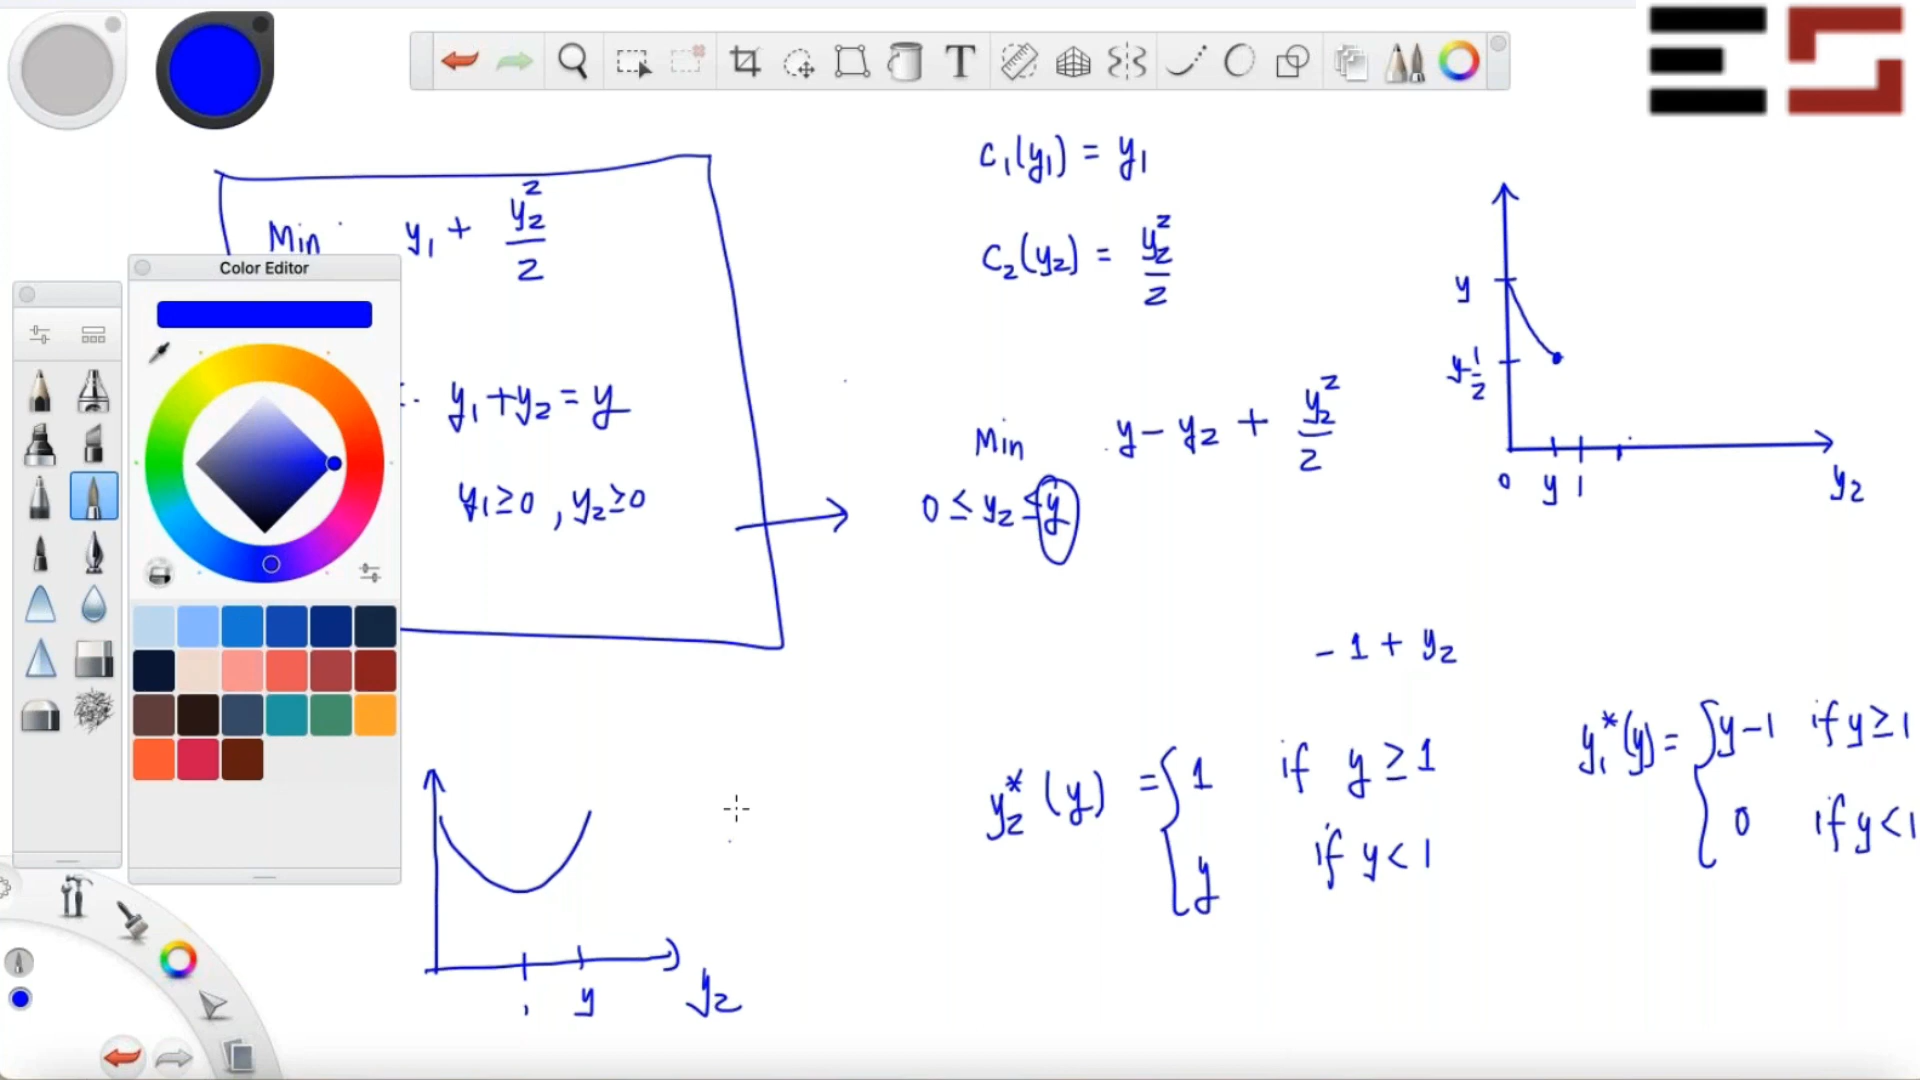 T
ES
Color Editor
Min y₁ + y₂²/2
y₁ + y₂ = y
y₁ ≥ 0 , y₂ ≥ 0
c₁(y₁) = y₁
c₂(y₂) = y₂²/2
Min y - y₂ + y₂²/2
0 ≤ y₂ ≤ y
y
y-1/2
0 y 1
y₂
-1 + y₂
y₂*(y) = { 1 if y ≥ 1
y if y < 1
y₁*(y) = { y-1 if y ≥ 1
0 if y < 1
1 y y₂